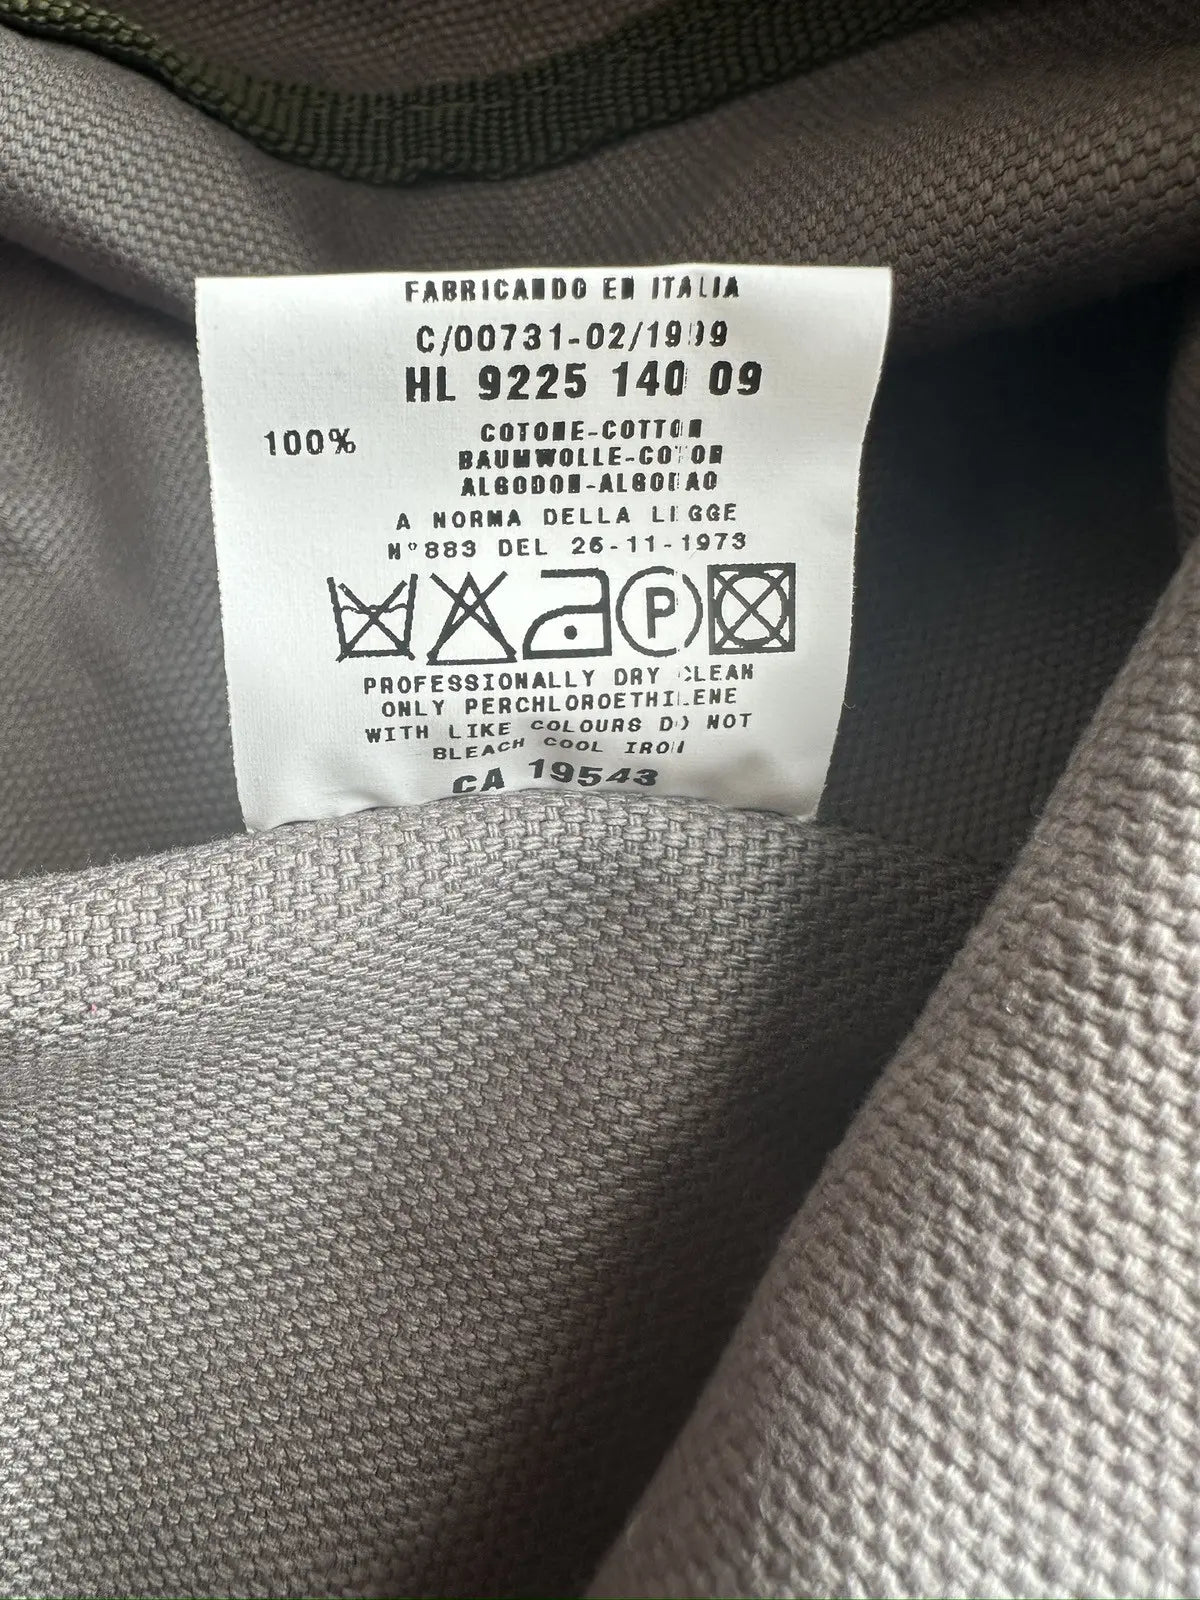 FABRICANDO EN ITALIA
C/00731-02/1999
HL 9225 140 09
100% COTONE-COTTON
BAUMWOLLE-COTON
ALGODON-ALGODAO
A NORMA DELLA LEGGE
N°883 DEL 26-11-1973
P
PROFESSIONALLY DRY CLEAN
ONLY PERCHLOROETHILENE
WITH LIKE COLOURS DO NOT
BLEACH COOL IRON
CA 19543